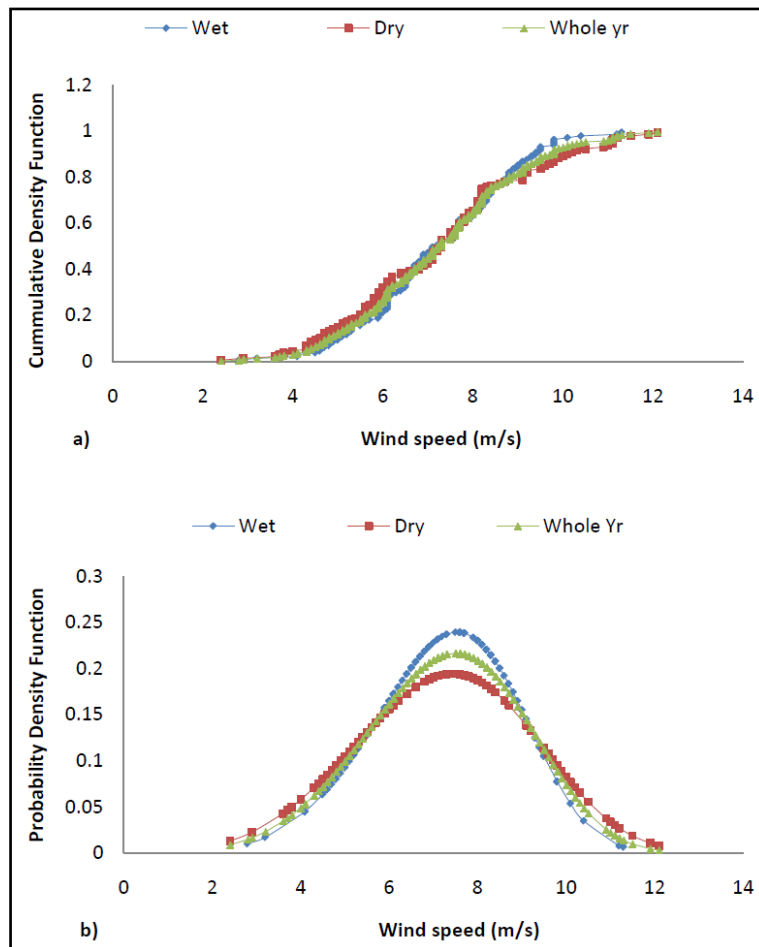 Wet Dry Whole yr
Cummulative Density Function
1.2
1
0.8
0.6
0.4
0.2
0
0 2 4 6 8 10 12 14
a) Wind speed (m/s)
Wet Dry Whole Yr
Probability Density Function
0.3
0.25
0.2
0.15
0.1
0.05
0
0 2 4 6 8 10 12 14
b) Wind speed (m/s)